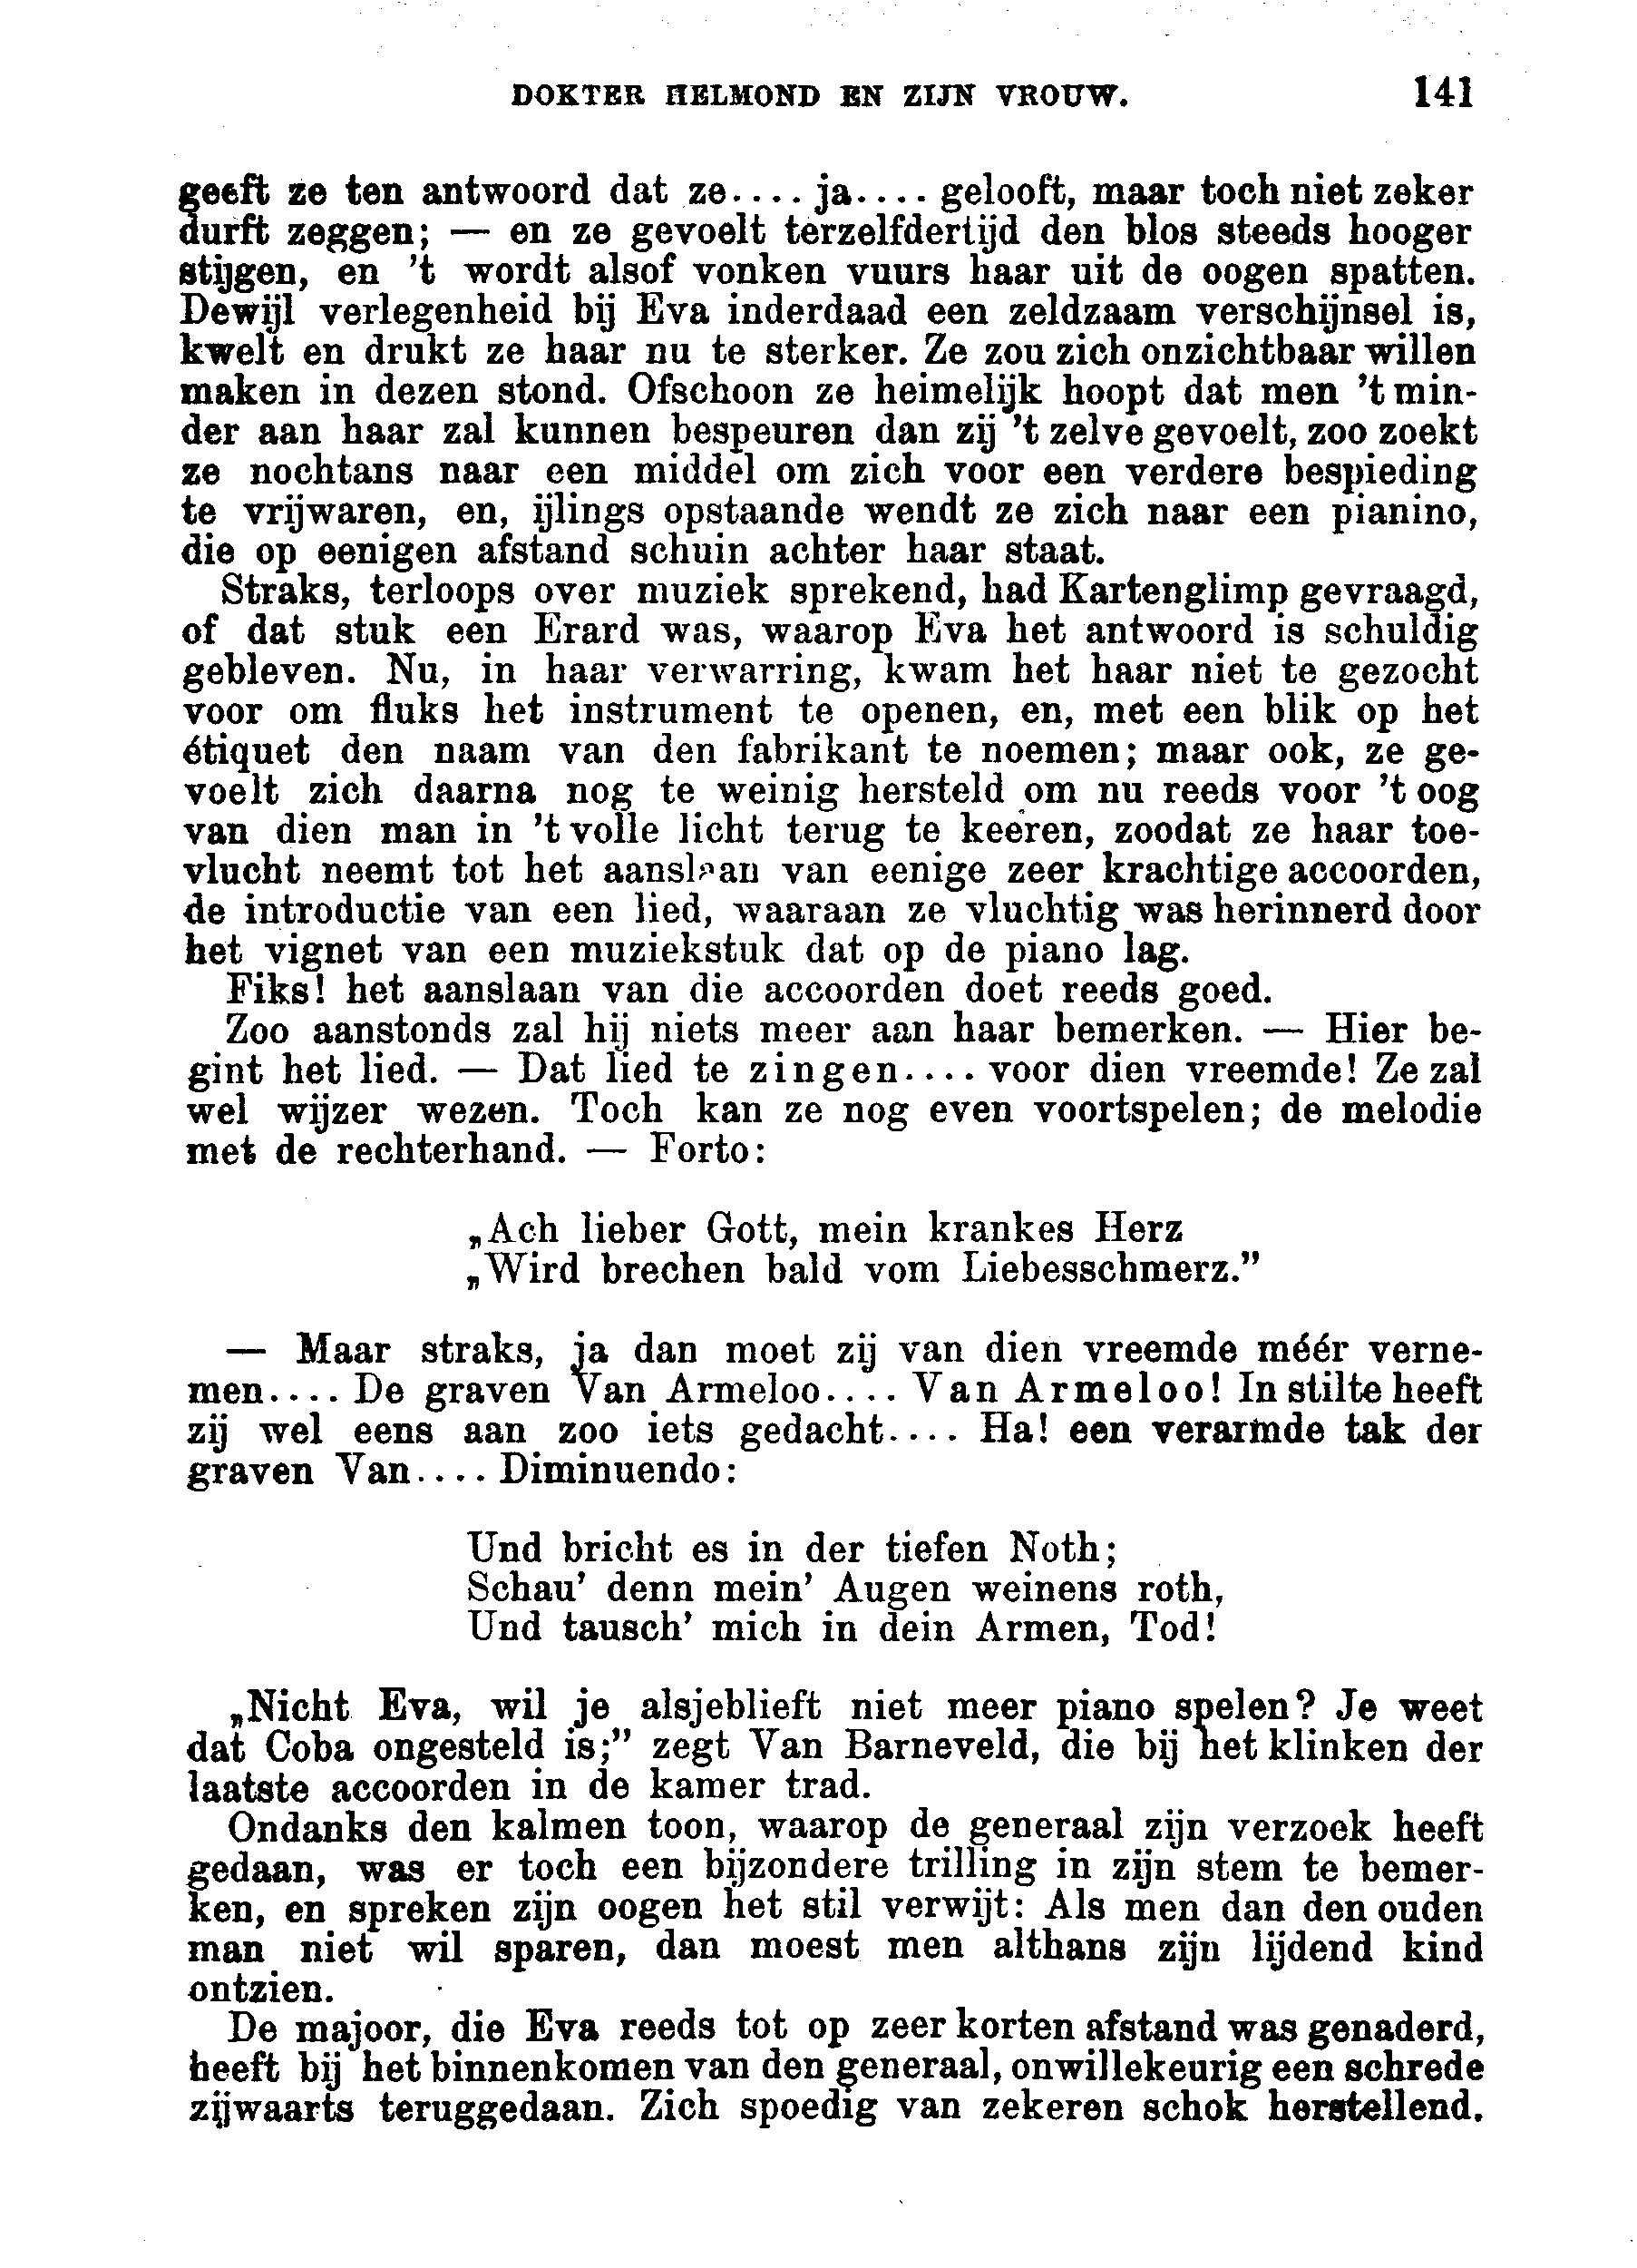 DOKTER HELMOND EN ZIJN VROUW. 141
geeft ze ten antwoord dat ze.... ja.... gelooft, maar toch niet zeker
durft zeggen; — en ze gevoelt terzelfdertijd den blos steeds hooger
stijgen, en 't wordt alsof vonken vuurs haar uit de oogen spatten.
Dewijl verlegenheid bij Eva inderdaad een zeldzaam verschijnsel is,
kwelt en drukt ze haar nu te sterker. Ze zou zich onzichtbaar willen
maken in dezen stond. Ofschoon ze heimelijk hoopt dat men 't min-
der aan haar zal kunnen bespeuren dan zij 't zelve gevoelt, zoo zoekt
ze nochtans naar een middel om zich voor een verdere bespieding
te vrijwaren, en, ijlings opstaande wendt ze zich naar een pianino,
die op eenigen afstand schuin achter haar staat.
Straks, terloops over muziek sprekend, had Kartenglimp gevraagd,
of dat stuk een Erard was, waarop Eva het antwoord is schuldig
gebleven. Nu, in haar verwarring, kwam het haar niet te gezocht
voor om fluks het instrument te openen, en, met een blik op het
étiquet den naam van den fabrikant te noemen; maar ook, ze ge-
voelt zich daarna nog te weinig hersteld om nu reeds voor 't oog
van dien man in 't volle licht terug te keeren, zoodat ze haar toe-
vlucht neemt tot het aanslaan van eenige zeer krachtige accoorden,
de introductie van een lied, waaraan ze vluchtig was herinnerd door
het vignet van een muziekstuk dat op de piano lag.
Fiks! het aanslaan van die accoorden doet reeds goed.
Zoo aanstonds zal hij niets meer aan haar bemerken. — Hier be-
gint het lied. — Dat lied te zingen.... voor dien vreemde! Ze zal
wel wijzer wezen. Toch kan ze nog even voortspelen; de melodie
met de rechterhand. — Forto:
„Ach lieber Gott, mein krankes Herz
„Wird brechen bald vom Liebesschmerz.”
— Maar straks, ja dan moet zij van dien vreemde méér verne-
men.... De graven Van Armeloo.... Van Armeloo! In stilte heeft
zij wel eens aan zoo iets gedacht.... Ha! een verarmde tak der
graven Van.... Diminuendo:
Und bricht es in der tiefen Noth;
Schau' denn mein' Augen weinens roth,
Und tausch' mich in dein Armen, Tod!
„Nicht Eva, wil je alsjeblieft niet meer piano spelen? Je weet
dat Coba ongesteld is;” zegt Van Barneveld, die bij het klinken der
laatste accoorden in de kamer trad.
Ondanks den kalmen toon, waarop de generaal zijn verzoek heeft
gedaan, was er toch een bijzondere trilling in zijn stem te bemer-
ken, en spreken zijn oogen het stil verwijt: Als men dan den ouden
man niet wil sparen, dan moest men althans zijn lijdend kind
ontzien.
De majoor, die Eva reeds tot op zeer korten afstand was genaderd,
heeft bij het binnenkomen van den generaal, onwillekeurig een schrede
zijwaarts teruggedaan. Zich spoedig van zekeren schok herstellend.